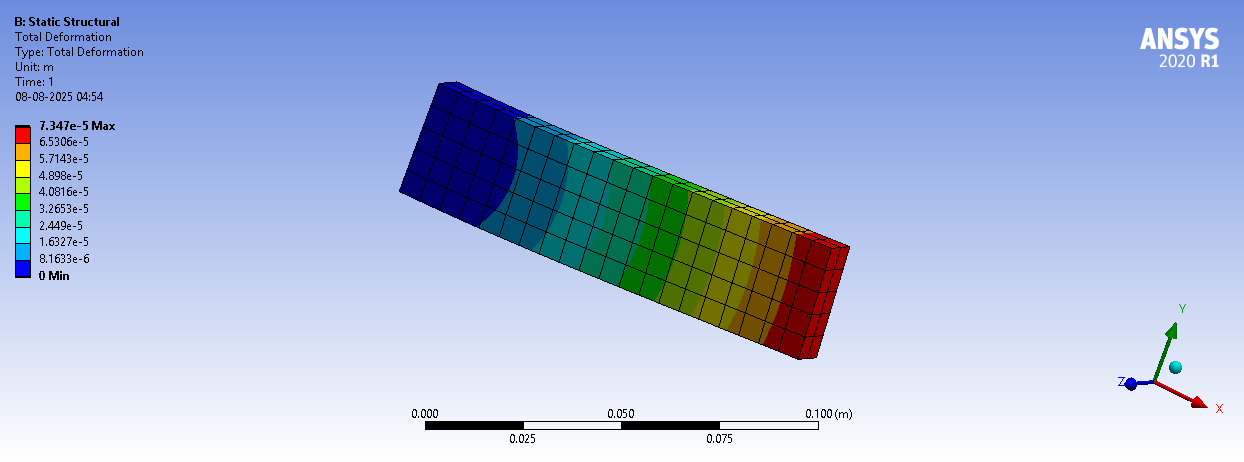 B: Static Structural
Total Deformation
Type: Total Deformation
Unit: m
Time: 1
08-08-2025 04:54
7.347e-5 Max
6.5306e-5
5.7143e-5
4.898e-5
4.0816e-5
3.2653e-5
2.449e-5
1.6327e-5
8.1633e-6
0 Min
ANSYS
2020 R1
Y
Z
X
0.000 0.050 0.100 (m)
0.025 0.075